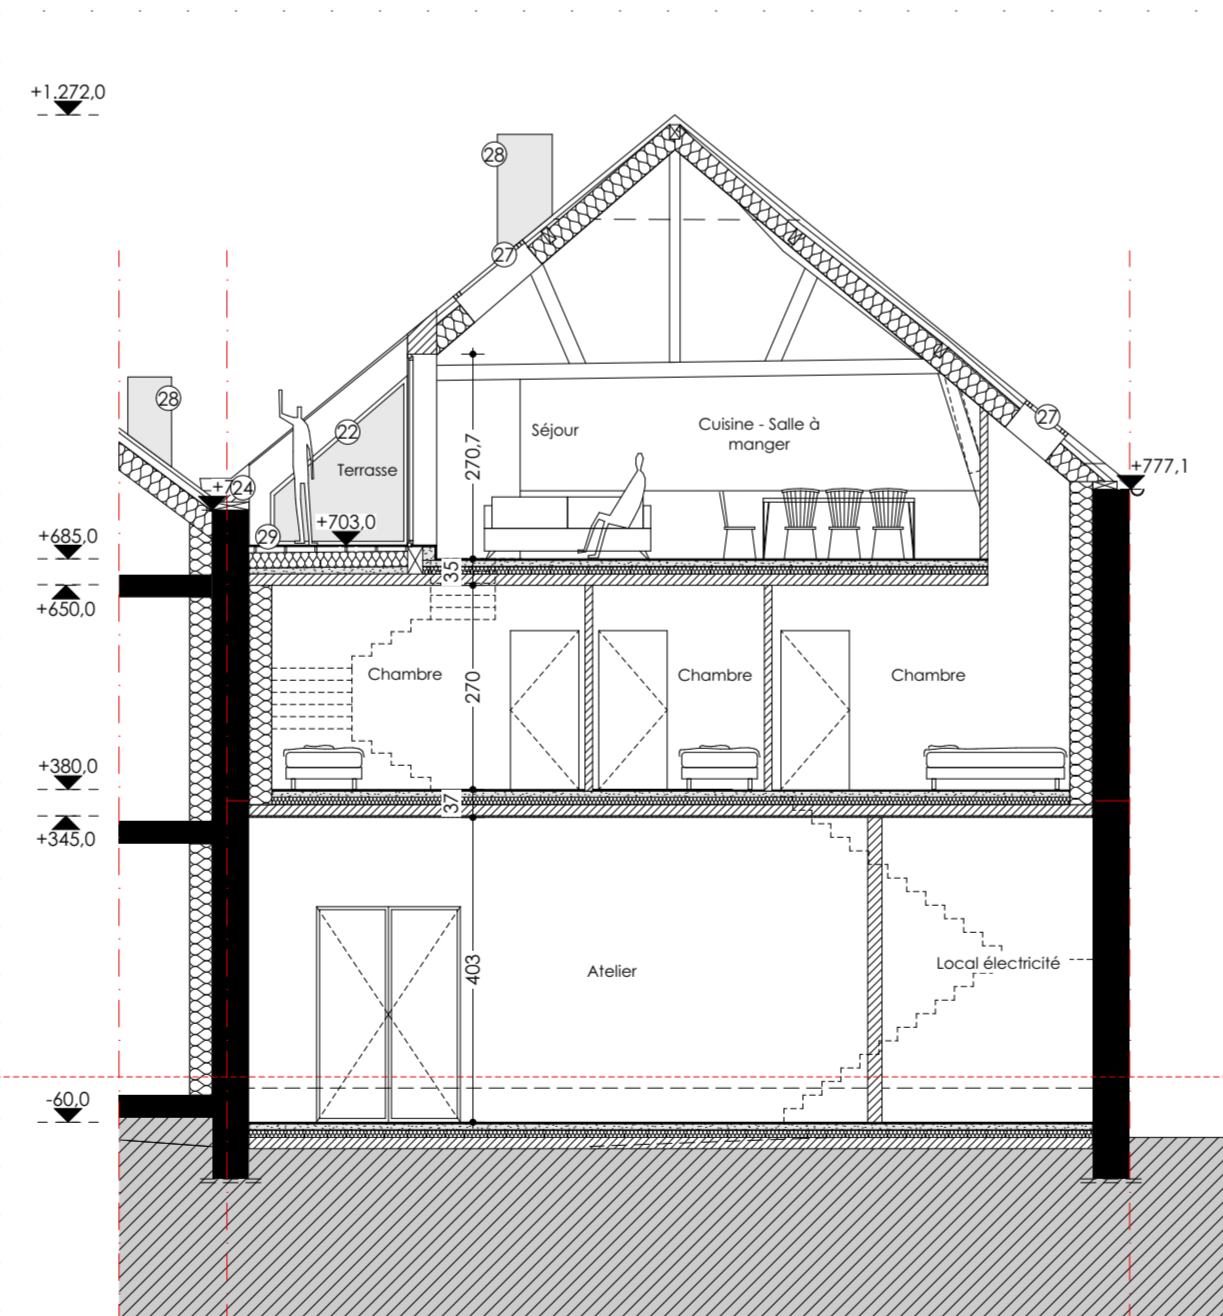 +1.272,0
28
27
28
22
Séjour
Cuisine - Salle à
manger
27
270,7
Terrasse
+777,1
+724
29
+703,0
+685,0
35
+650,0
Chambre
270
Chambre
Chambre
+380,0
37
+345,0
403
Atelier
Local électricité
-60,0